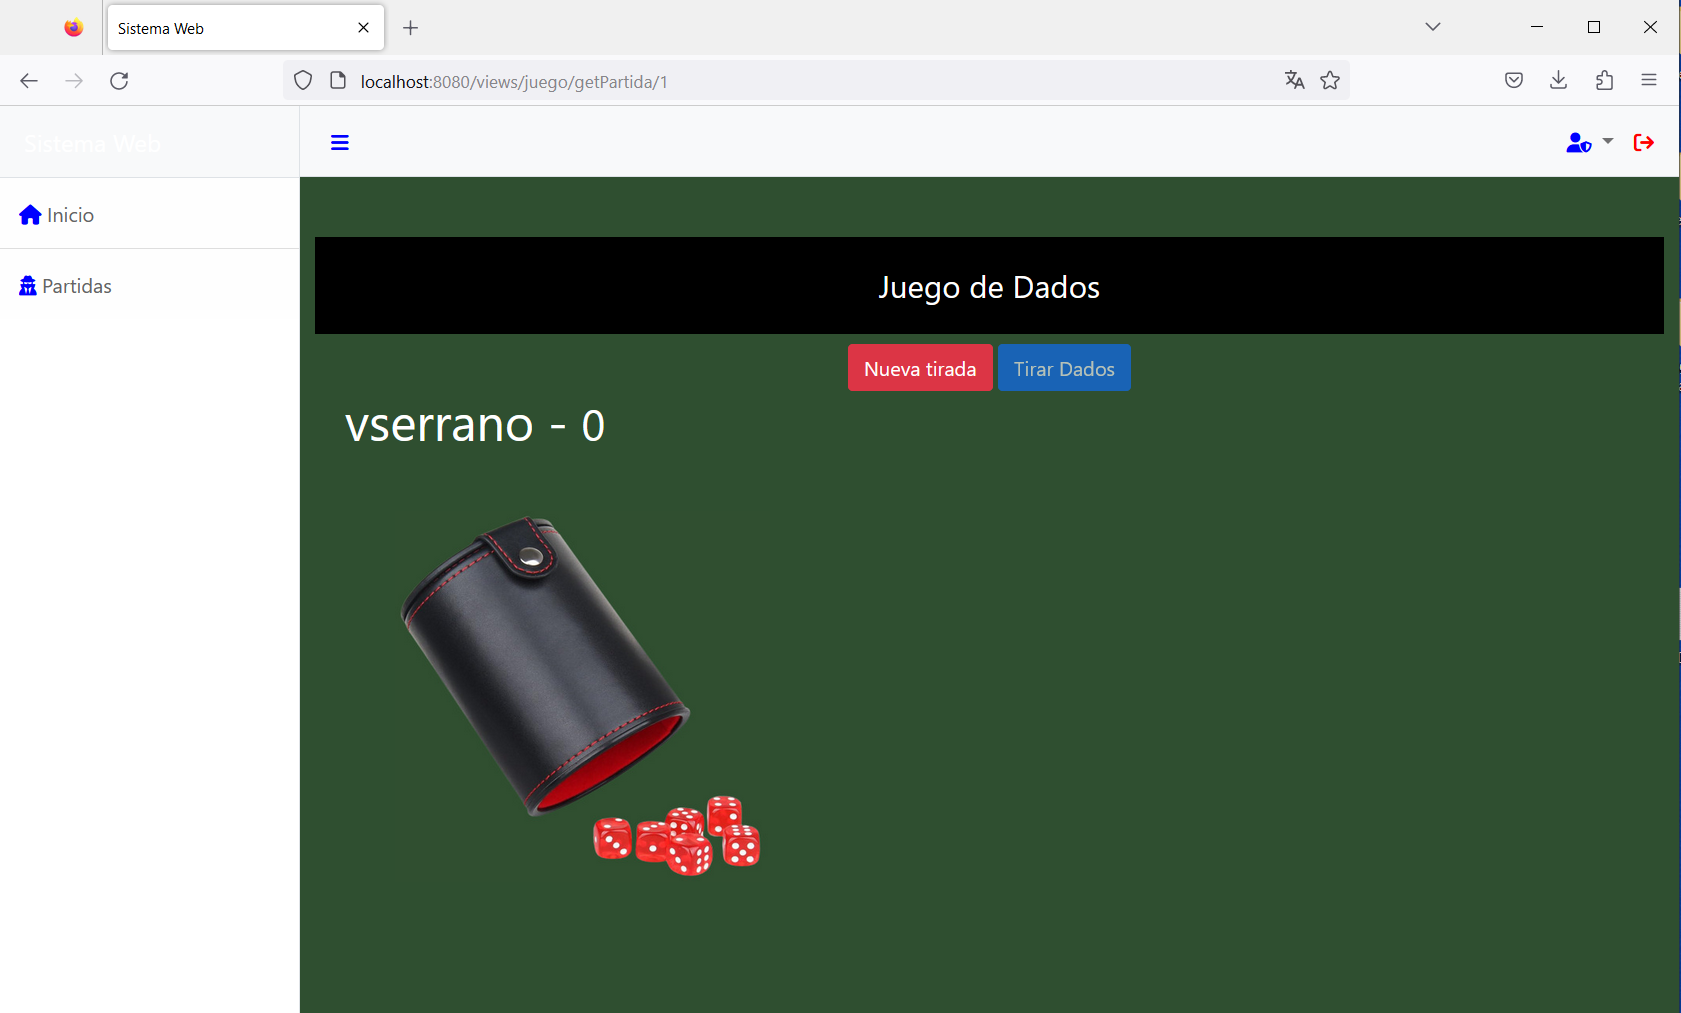 Sistema Web
localhost:8080/views/juego/getPartida/1
Sistema Web
Inicio
Partidas
Juego de Dados
Nueva tirada
Tirar Dados
vserrano - 0